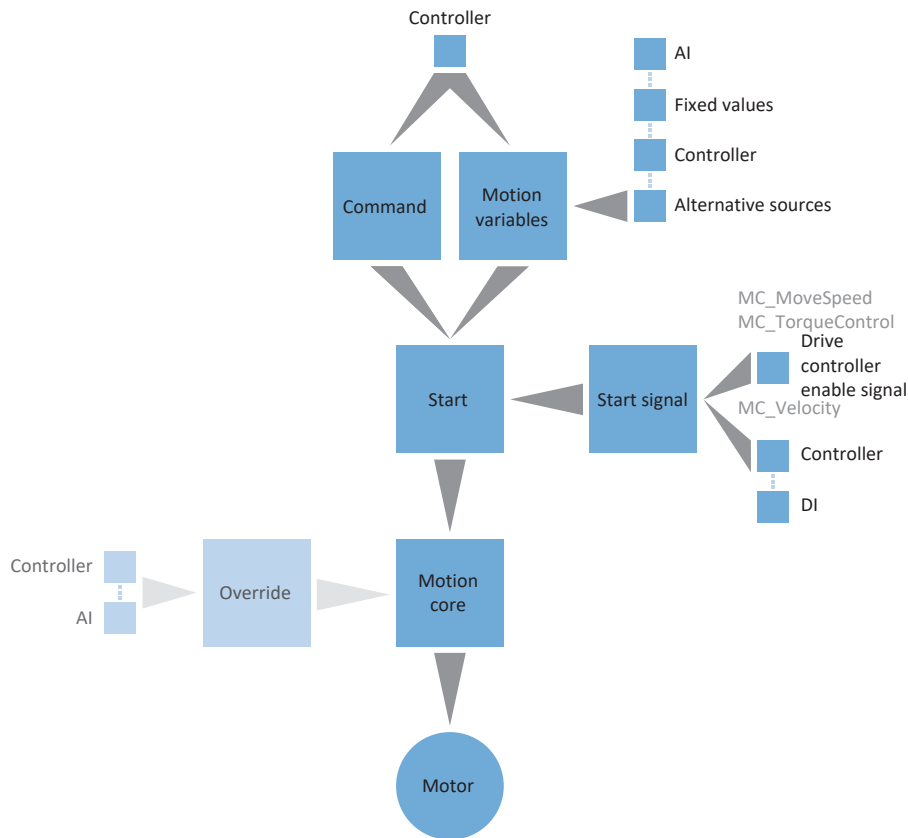 Controller
AI
Fixed values
Controller
Alternative sources
Command
Motion
variables
MC_MoveSpeed
MC_TorqueControl
Drive
controller
enable signal
MC_Velocity
Start
Start signal
Controller
DI
Controller
AI
Override
Motion
core
Motor